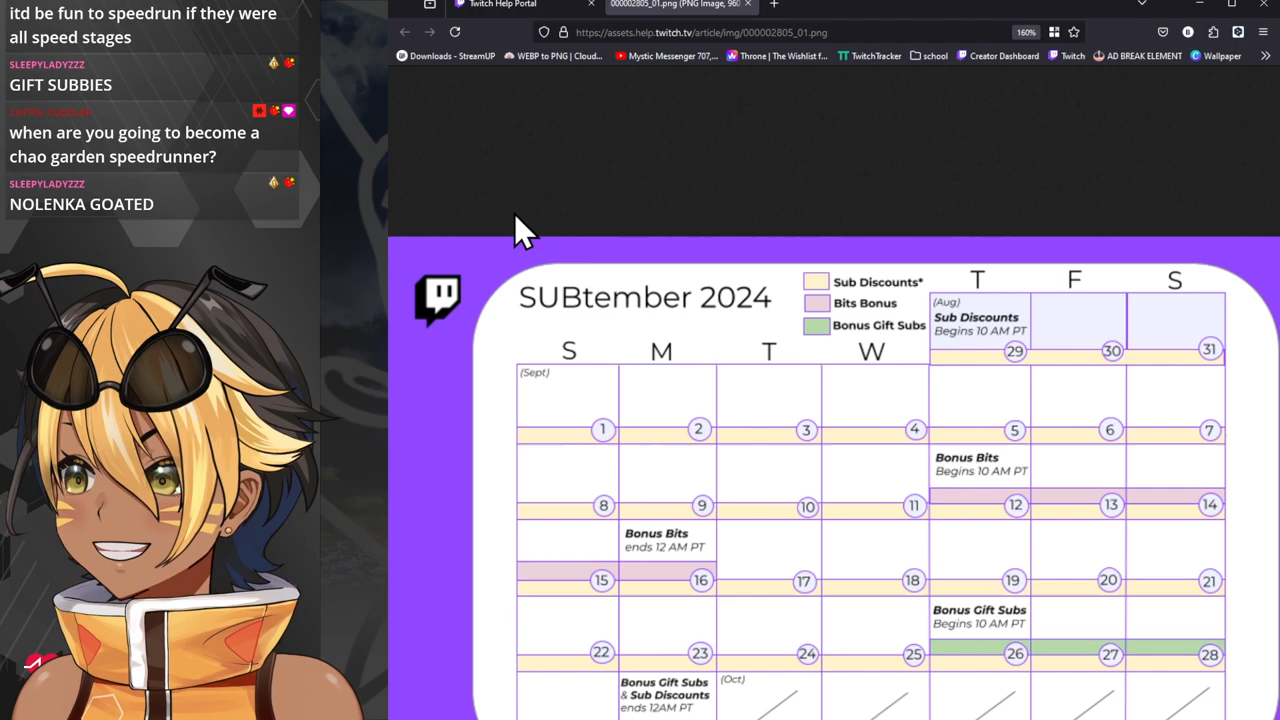 itd be fun to speedrun if they were
all speed stages
SLEEPYLADYZZZ
GIFT SUBBIES
when are you going to become a
chao garden speedrunner?
SLEEPYLADYZZZ
NOLENKA GOATED
Twitch Help Portal
000002805_01.png (PNG Image, 960
https://assets.help.twitch.tv/article/img/000002805_01.png
160%
Downloads - StreamUP
WEBP to PNG | Cloud...
Mystic Messenger 707,...
Throne | The Wishlist f...
TwitchTracker
school
Creator Dashboard
Twitch
AD BREAK ELEMENT
Wallpaper
SUBtember 2024
Sub Discounts*
Bits Bonus
Bonus Gift Subs
T F S
(Aug)
Sub Discounts
Begins 10 AM PT
29 30 31
S M T W
(Sept)
1 2 3 4 5 6 7
Bonus Bits
Begins 10 AM PT
8 9 10 11 12 13 14
Bonus Bits
ends 12 AM PT
15 16 17 18 19 20 21
Bonus Gift Subs
Begins 10 AM PT
22 23 24 25 26 27 28
Bonus Gift Subs
& Sub Discounts
ends 12AM PT
(Oct)